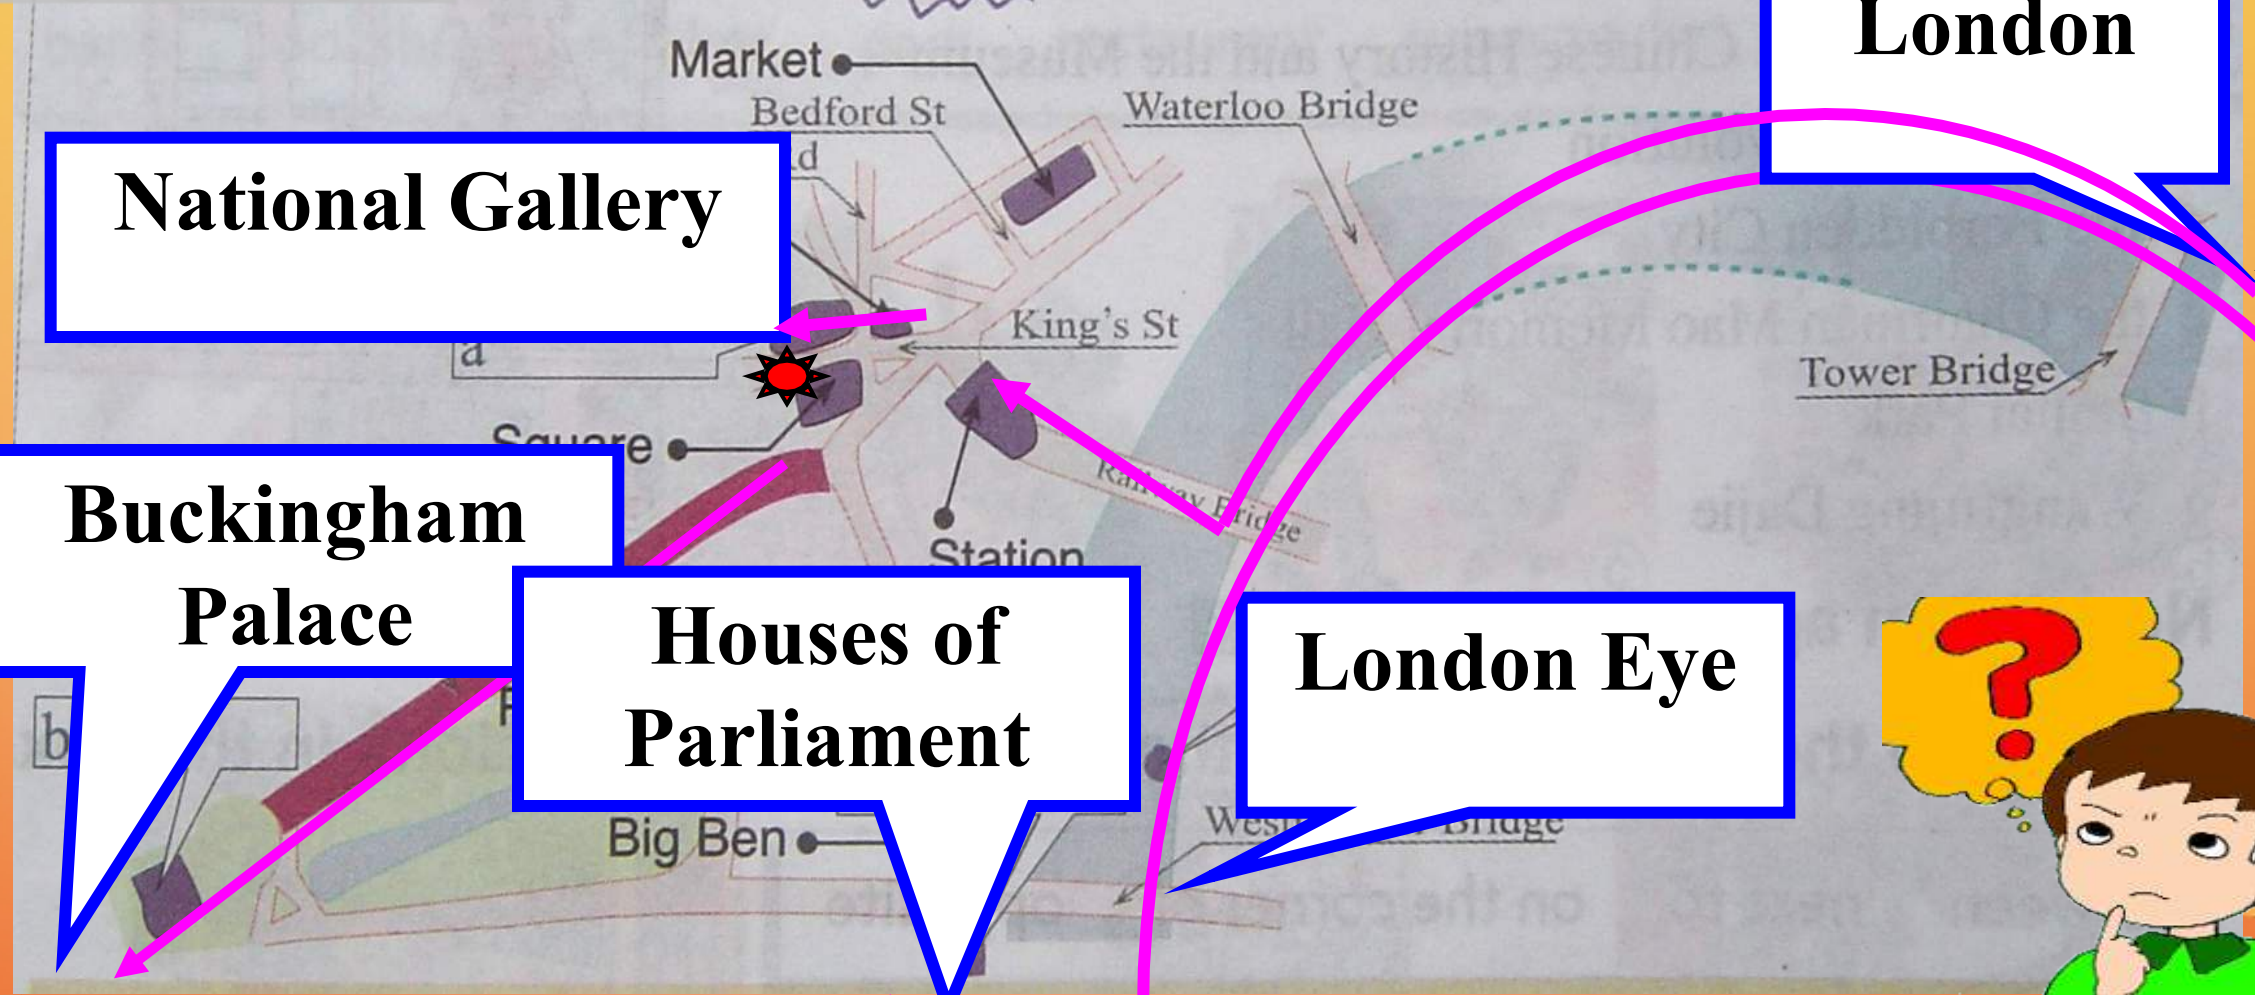 London
Market
Bedford St
Waterloo Bridge
National Gallery
King's St
a
Tower Bridge
Square
Railway Bridge
Station
Buckingham
Palace
Houses of
Parliament
London Eye
b
Big Ben
Bridge